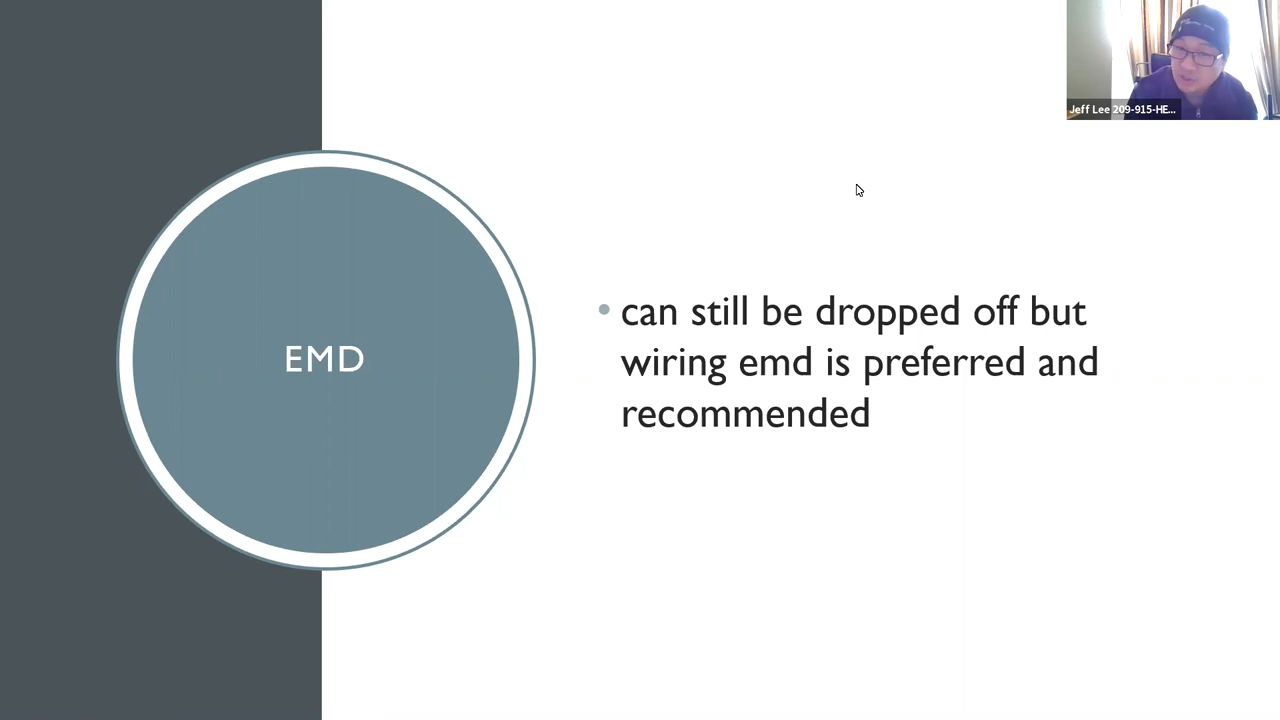 Jeff Lee 209-915-HE...
EMD
• can still be dropped off but
wiring emd is preferred and
recommended